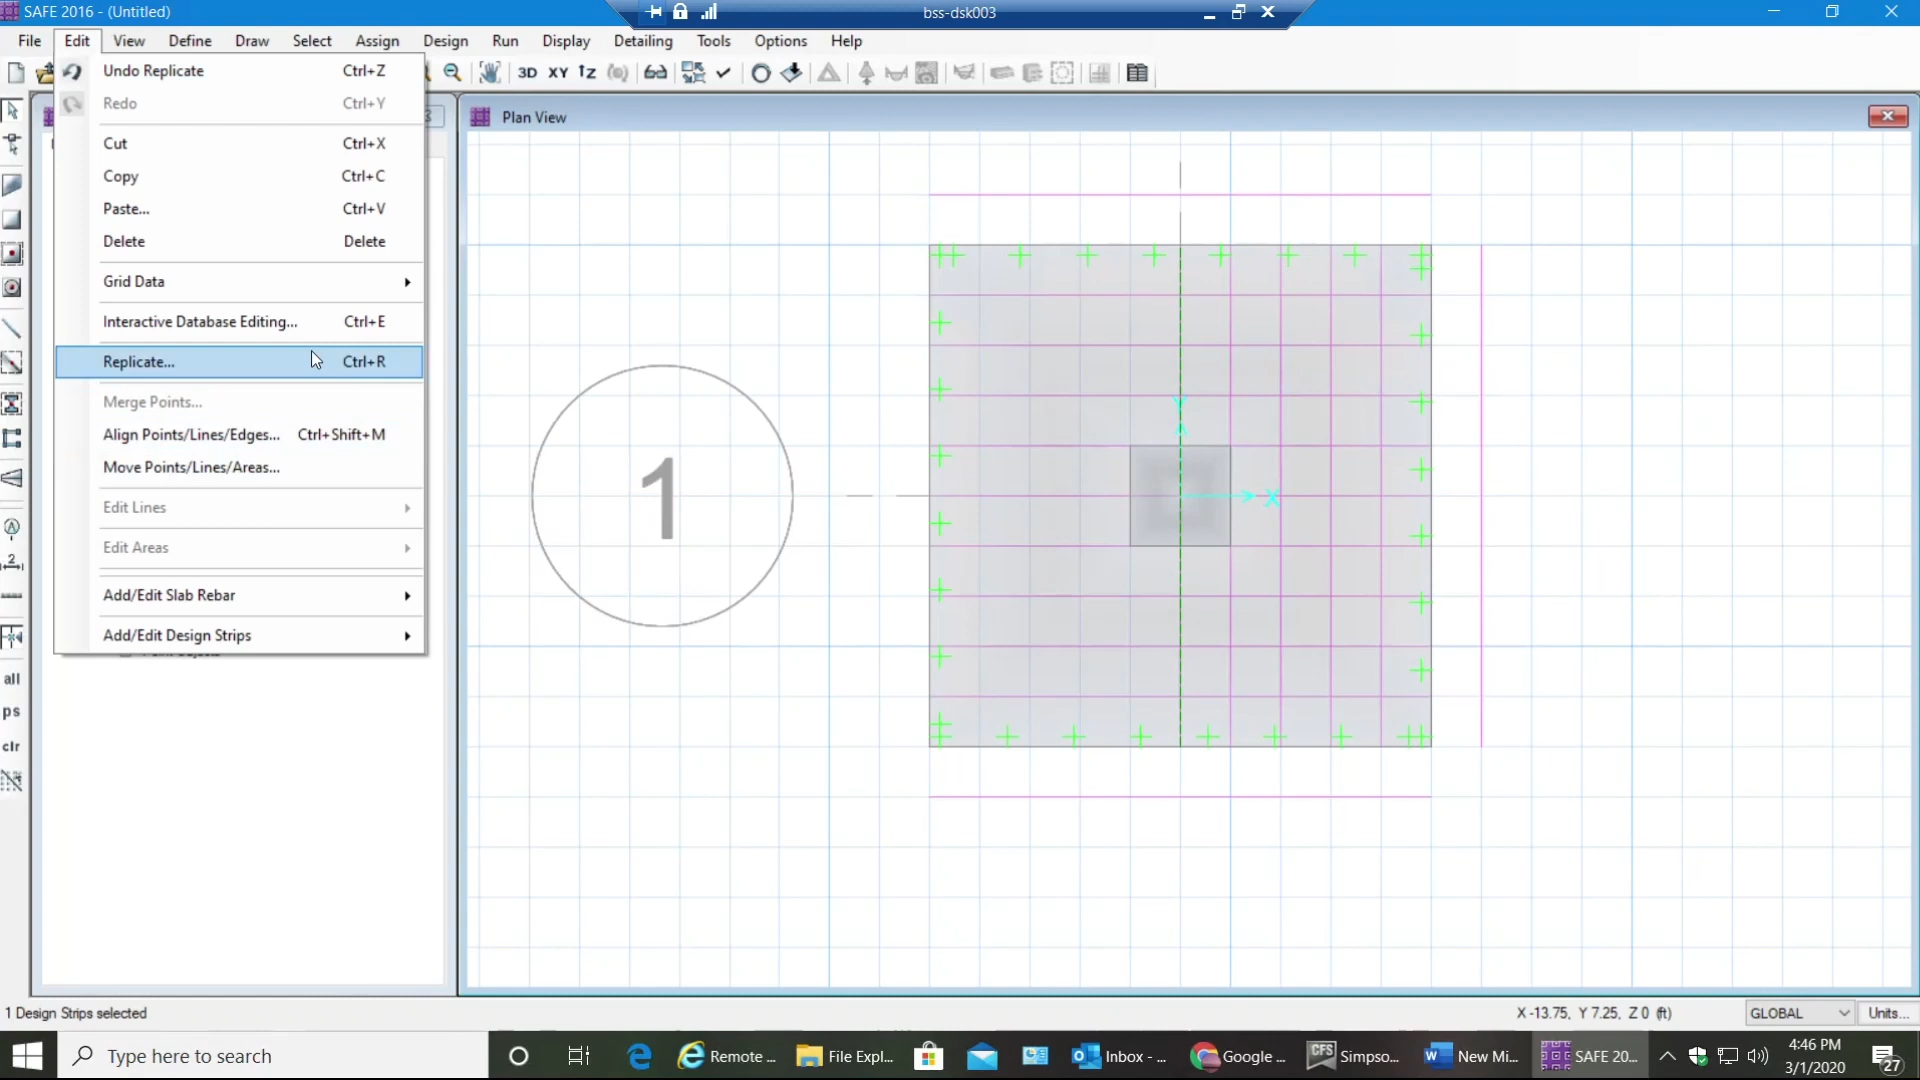 SAFE 2016 - (Untitled)
bss-dsk003
File Edit View Define Draw Select Assign Design Run Display Detailing Tools Options Help
3D XY
Undo Replicate Ctrl+Z
Redo Ctrl+Y
Cut Ctrl+X
Copy Ctrl+C
Paste... Ctrl+V
Delete Delete
Grid Data
Interactive Database Editing... Ctrl+E
Replicate... Ctrl+R
Merge Points...
Align Points/Lines/Edges... Ctrl+Shift+M
Move Points/Lines/Areas...
Edit Lines
Edit Areas
Add/Edit Slab Rebar
Add/Edit Design Strips
all
ps
clr
Plan View
1
Y
X
1 Design Strips selected
X -13.75, Y 7.25, Z 0 (ft)
GLOBAL
Units...
Type here to search
Remote ...
File Expl...
Inbox - ...
Google ...
CFS
Simpso...
New Mi...
SAFE 20...
4:46 PM
3/1/2020
27